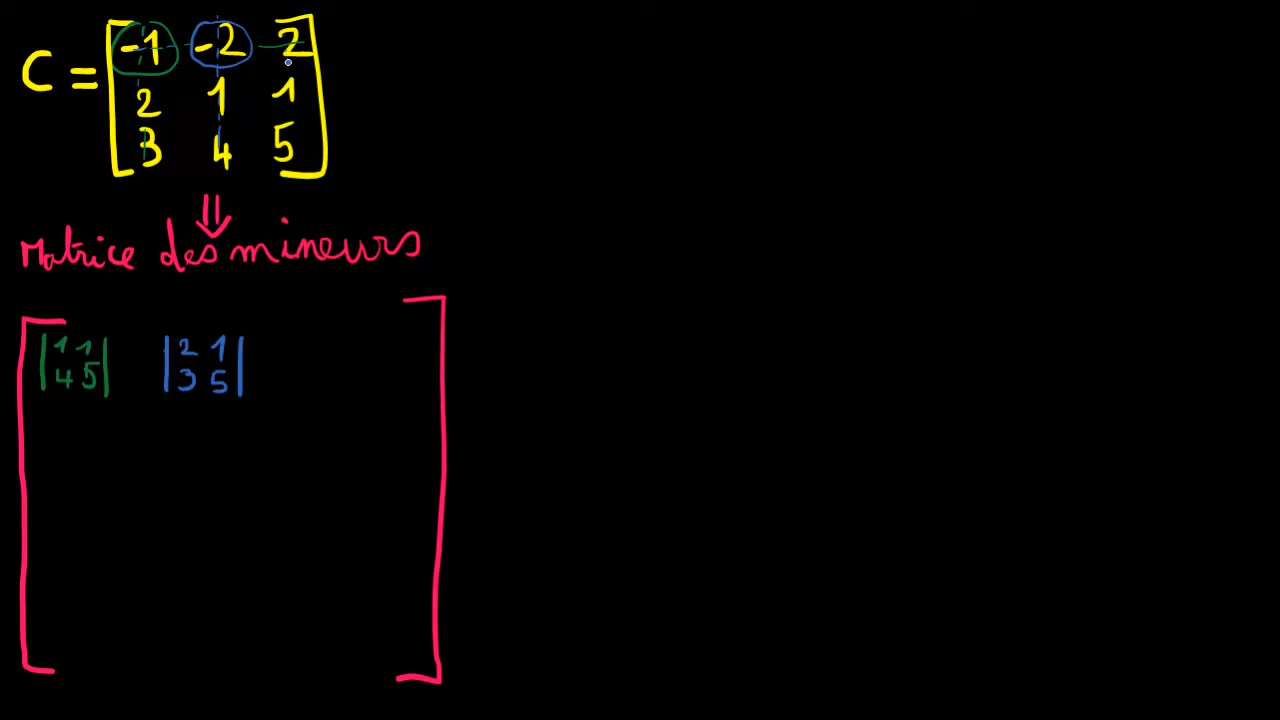 -1 -2 2
C = 2 1 1
3 4 5
⇓
Matrice des mineurs
|1 1| |2 1|
|4 5| |3 5|